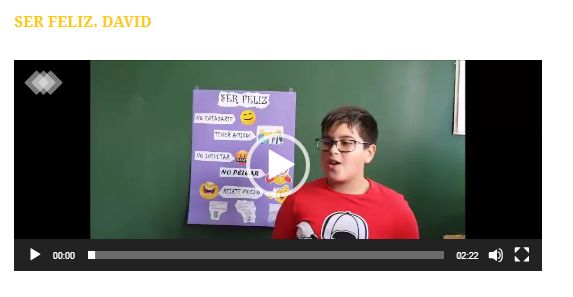 SER FELIZ. DAVID
SER FELIZ
NO ENFADARTE
TENER AMIGOS
NO INSULTAR
NO PELEAR
REIRTE MUCHO
00:00
02:22